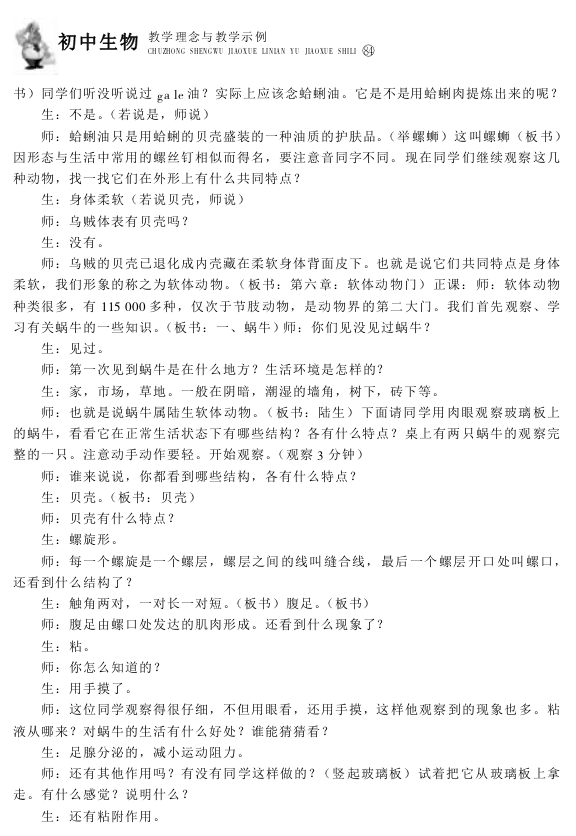 初中生物 教学理念与教学示例
CHUZHONG SHENGWU JIAOXUE LINIAN YU JIAOXUE SHILI 84
书）同学们听没听说过 ga le 油？实际上应该念蛤蜊油。它是不是用蛤蜊肉提炼出来的呢？
生：不是。（若说是，师说）
师：蛤蜊油只是用蛤蜊的贝壳盛装的一种油质的护肤品。（举螺蛳）这叫螺蛳（板书）
因形态与生活中常用的螺丝钉相似而得名，要注意音同字不同。现在同学们继续观察这几
种动物，找一找它们在外形上有什么共同特点？
生：身体柔软（若说贝壳，师说）
师：乌贼体表有贝壳吗？
生：没有。
师：乌贼的贝壳已退化成内壳藏在柔软身体背面皮下。也就是说它们共同特点是身体
柔软，我们形象的称之为软体动物。（板书：第六章：软体动物门）正课：师：软体动物
种类很多，有 115 000 多种，仅次于节肢动物，是动物界的第二大门。我们首先观察、学
习有关蜗牛的一些知识。（板书：一、蜗牛）师：你们见没见过蜗牛？
生：见过。
师：第一次见到蜗牛是在什么地方？生活环境是怎样的？
生：家，市场，草地。一般在阴暗，潮湿的墙角，树下，砖下等。
师：也就是说蜗牛属陆生软体动物。（板书：陆生）下面请同学用肉眼观察玻璃板上
的蜗牛，看看它在正常生活状态下有哪些结构？各有什么特点？桌上有两只蜗牛的观察完
整的一只。注意动手动作要轻。开始观察。（观察 3 分钟）
师：谁来说说，你都看到哪些结构，各有什么特点？
生：贝壳。（板书：贝壳）
师：贝壳有什么特点？
生：螺旋形。
师：每一个螺旋是一个螺层，螺层之间的线叫缝合线，最后一个螺层开口处叫螺口，
还看到什么结构了？
生：触角两对，一对长一对短。（板书）腹足。（板书）
师：腹足由螺口处发达的肌肉形成。还看到什么现象了？
生：粘。
师：你怎么知道的？
生：用手摸了。
师：这位同学观察得很仔细，不但用眼看，还用手摸，这样他观察到的现象也多。粘
液从哪来？对蜗牛的生活有什么好处？谁能猜猜看？
生：足腺分泌的，减小运动阻力。
师：还有其他作用吗？有没有同学这样做的？（竖起玻璃板）试着把它从玻璃板上拿
走。有什么感觉？说明什么？
生：还有粘附作用。